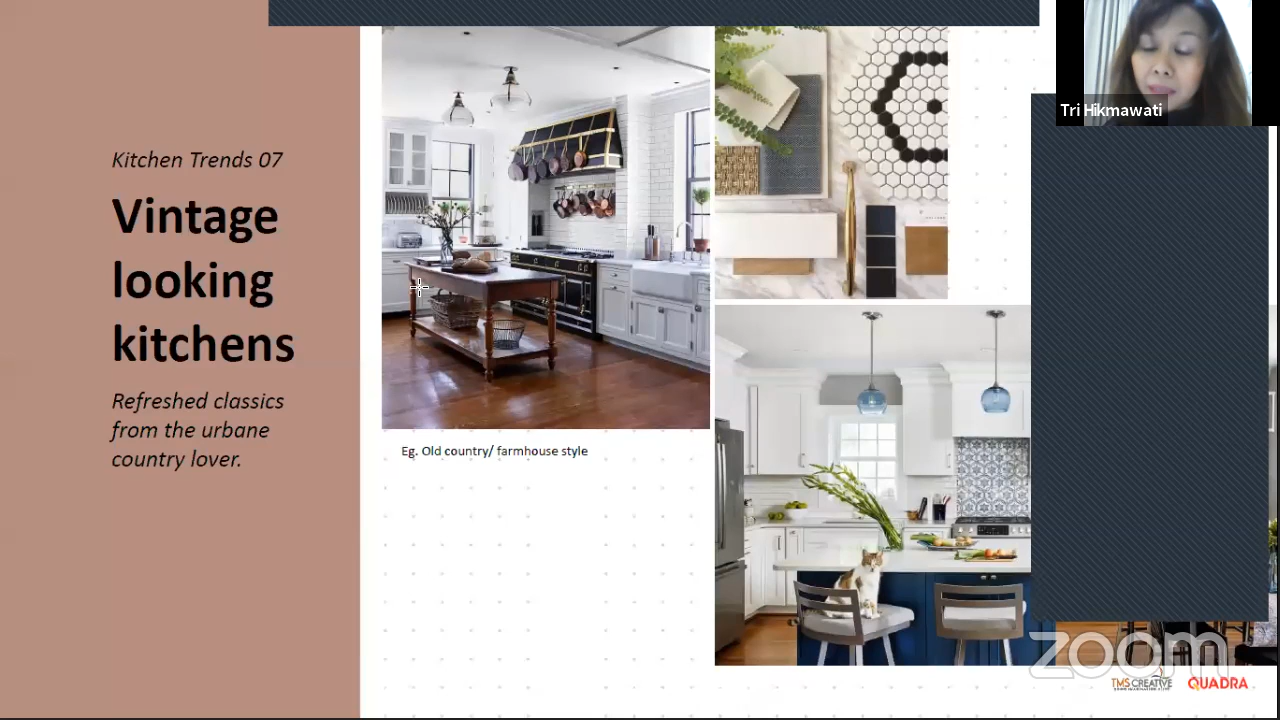 Kitchen Trends 07
Vintage
looking
kitchens
Refreshed classics
from the urbane
country lover.
Eg. Old country/ farmhouse style
Tri Hikmawati
zoom
TMS CREATIVE
QUADRA